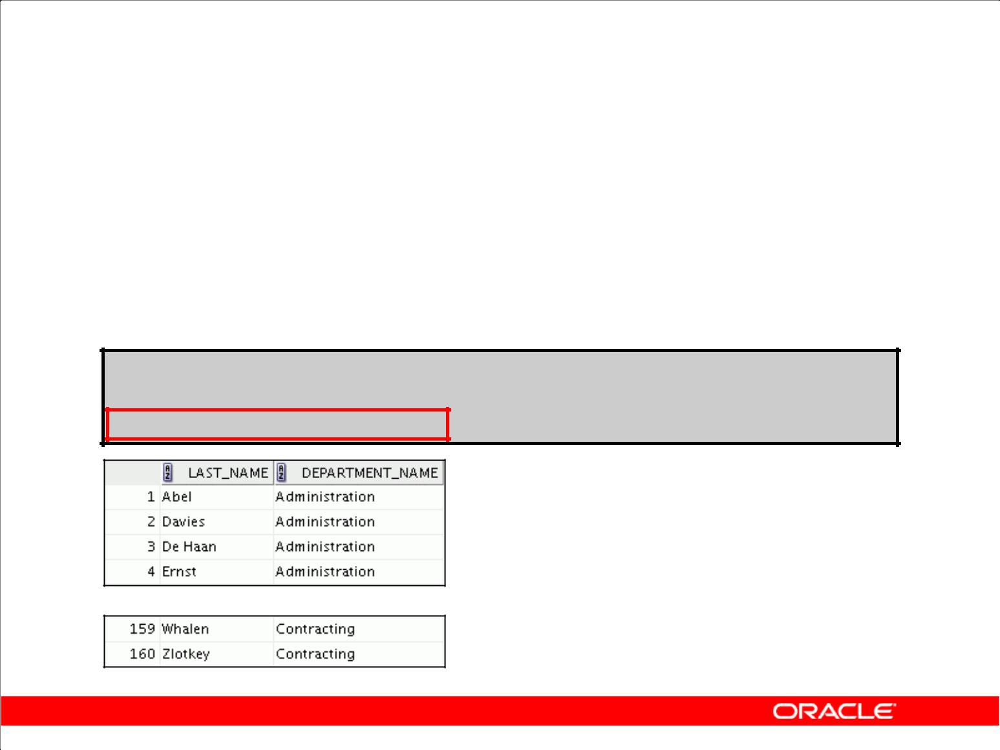 LAST_NAME DEPARTMENT_NAME
1 Abel Administration
2 Davies Administration
3 De Haan Administration
4 Ernst Administration
159 Whalen Contracting
160 Zlotkey Contracting
ORACLE